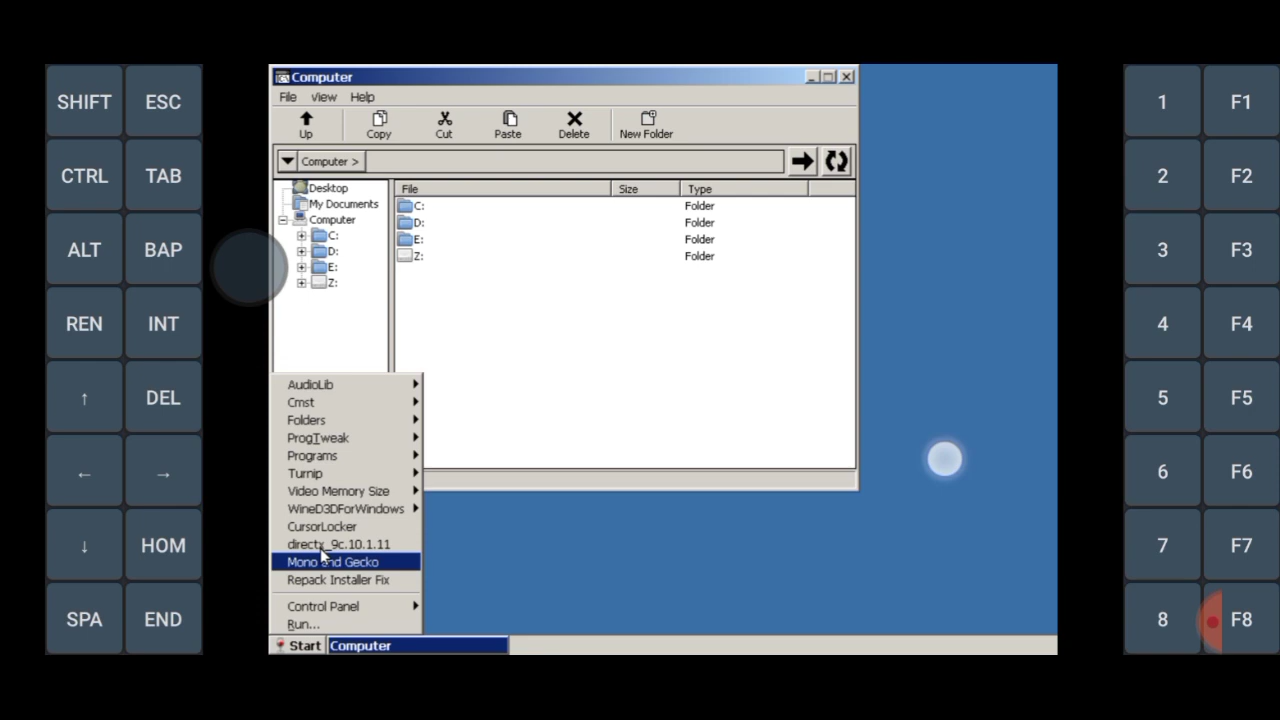 SHIFT ESC
CTRL TAB
ALT BAP
REN INT
↑ DEL
← →
↓ HOM
SPA END
Computer
File View Help
Up Copy Cut Paste Delete New Folder
Computer >
Desktop
My Documents
Computer
C:
D:
E:
Z:
File Size Type
C: Folder
D: Folder
E: Folder
Z: Folder
AudioLib
Cmst
Folders
ProgTweak
Programs
Turnip
Video Memory Size
WineD3DForWindows
CursorLocker
directx_9c.10.1.11
Mono and Gecko
Repack Installer Fix
Control Panel
Run...
Start Computer
1 F1
2 F2
3 F3
4 F4
5 F5
6 F6
7 F7
8 F8